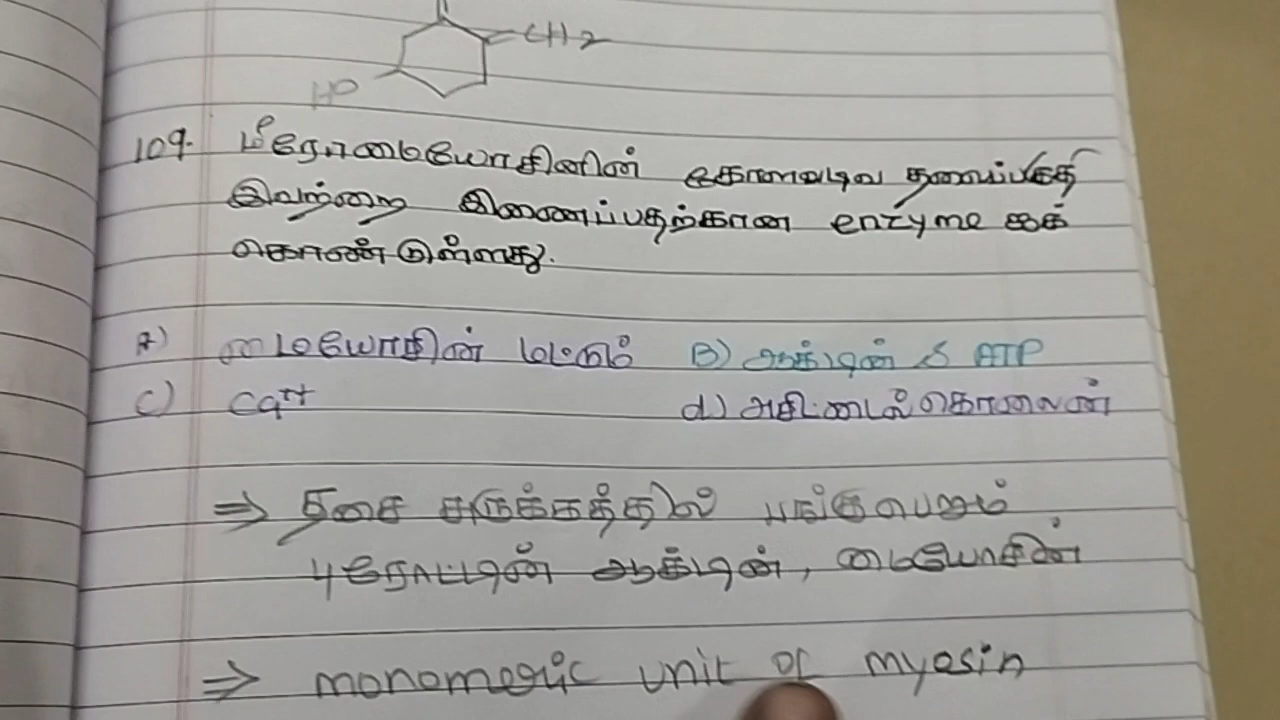 CH2
HO
109. மீரோமையோசினின் கோளவடிவ தலைப்பகுதி
இவற்றை இணைப்பதற்கான enzyme ஐக்
கொண்டுள்ளது.
A) மையோசின் மட்டும் B) ஆக்டின் & ATP
C) Ca++ d) அசிட்டைல்கொலைன்
⇒ தசை சுருக்கத்தில் பங்குபெறும்
புரோட்டின் ஆக்டின், மையோசின்
⇒ monomeric unit of myosin